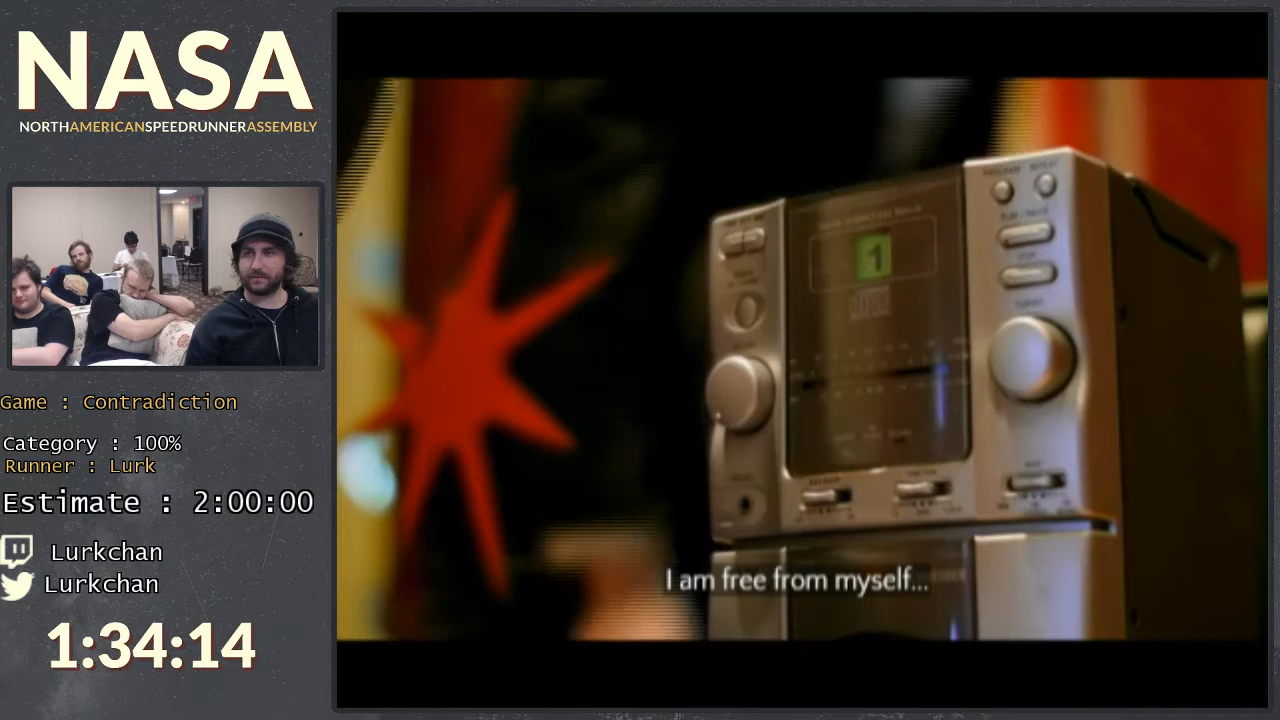 NASA
NORTHAMERICANSPEEDRUNNERASSEMBLY
Game : Contradiction
Category : 100%
Runner : Lurk
Estimate : 2:00:00
Lurkchan
Lurkchan
1:34:14
1
I am free from myself...